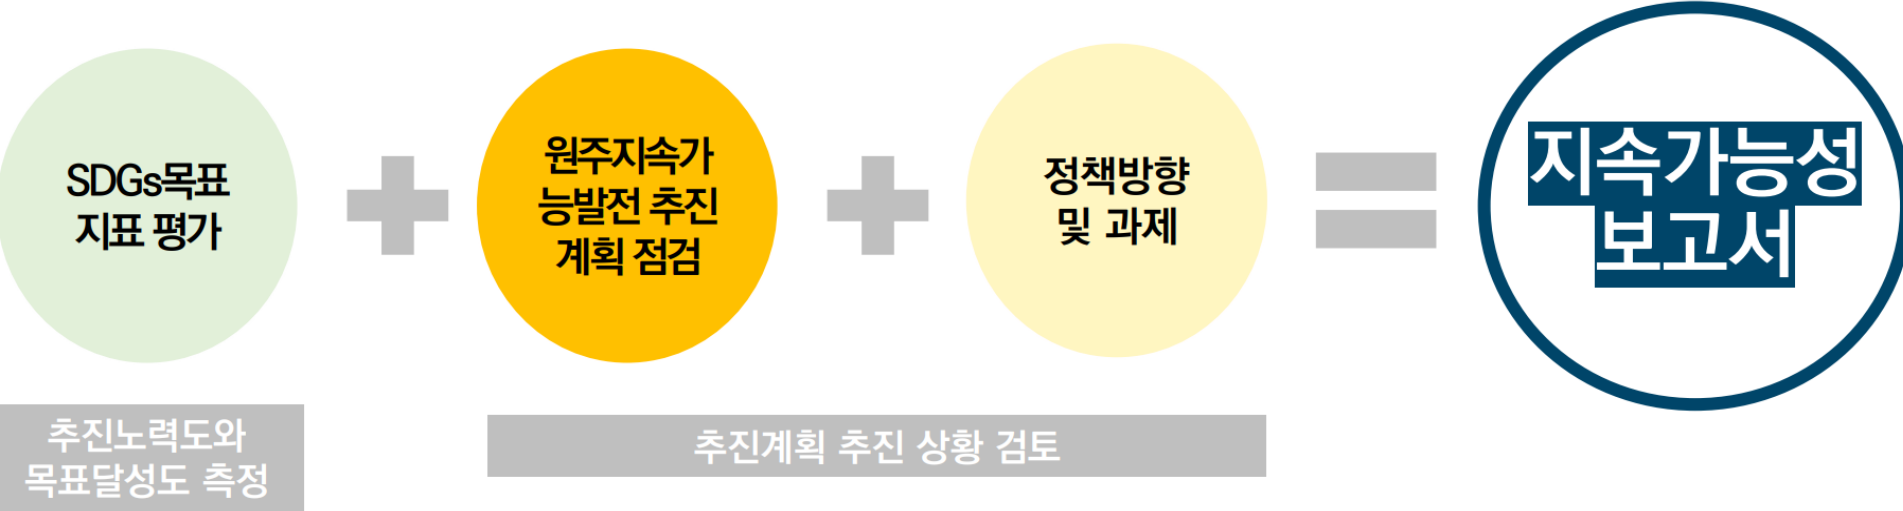 SDGs목표
지표 평가
원주지속가
능발전 추진
계획 점검
정책방향
및 과제
지속가능성
보고서
추진노력도와
목표달성도 측정
추진계획 추진 상황 검토